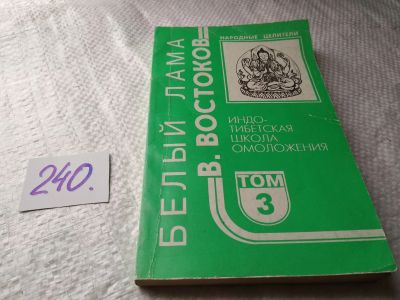 НАРОДНЫЕ ЦЕЛИТЕЛИ
БЕЛЫЙ ЛАМА
В. ВОСТОКОВ
ИНДО-
ТИБЕТСКАЯ
ШКОЛА
ОМОЛОЖЕНИЯ
ТОМ
3
240.